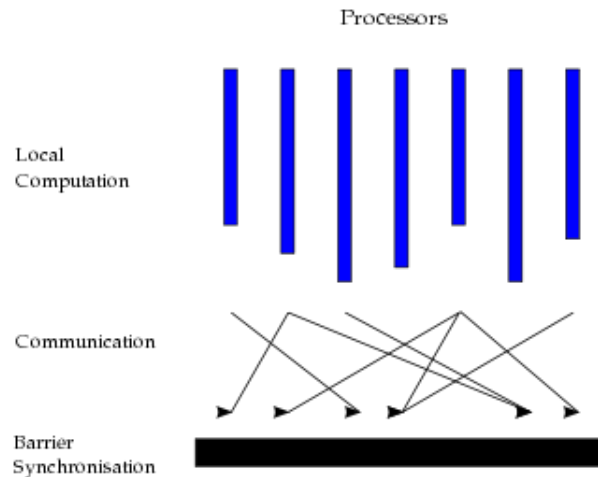 Processors
Local
Computation
Communication
Barrier
Synchronisation